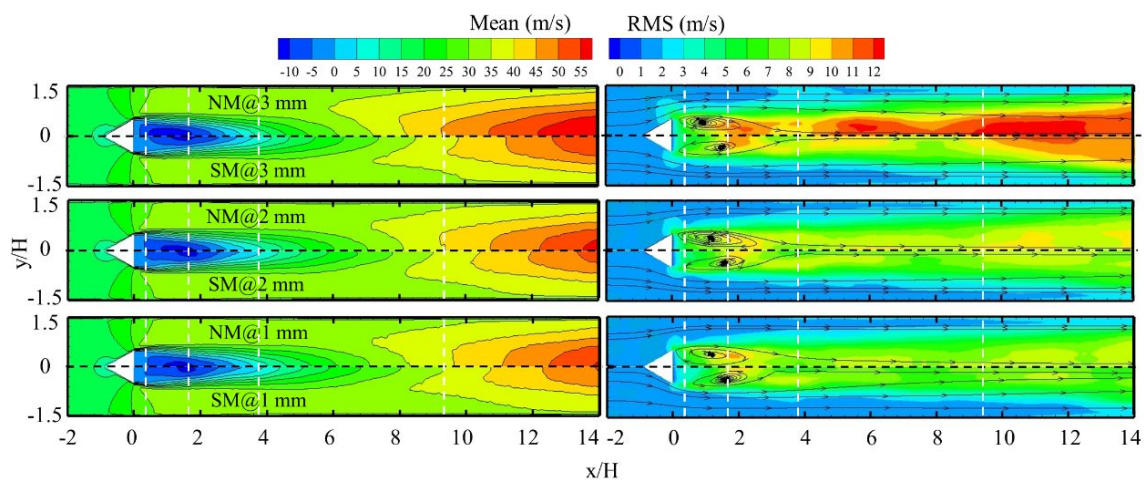 Mean (m/s) RMS (m/s)
-10 -5 0 5 10 15 20 25 30 35 40 45 50 55 0 1 2 3 4 5 6 7 8 9 10 11 12
1.5 NM@3 mm
0
-1.5 SM@3 mm
1.5 NM@2 mm
y/H 0
-1.5 SM@2 mm
1.5 NM@1 mm
0
-1.5 SM@1 mm
-2 0 2 4 6 8 10 12 14 -2 0 2 4 6 8 10 12 14
x/H